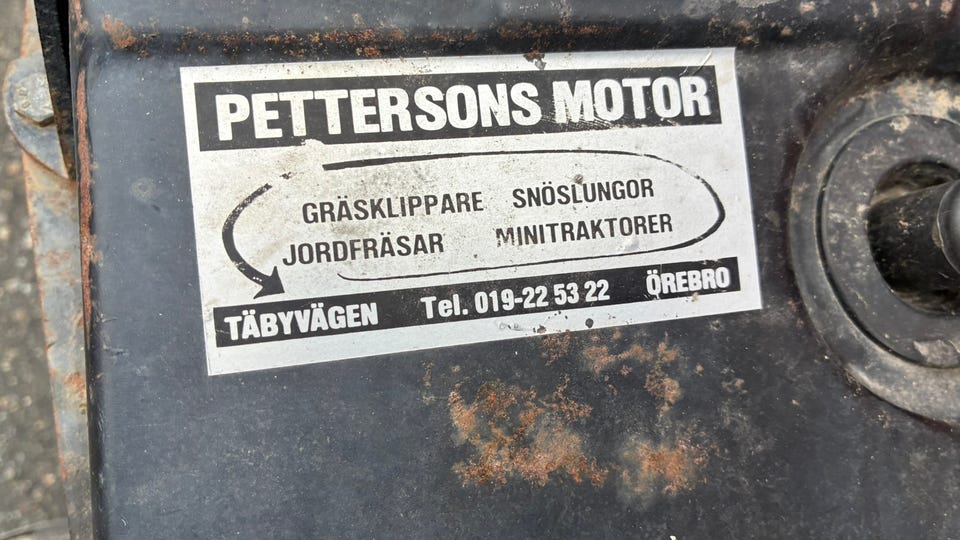 PETTERSONS MOTOR
GRÄSKLIPPARE SNÖSLUNGOR
JORDFRÄSAR MINITRAKTORER
TÄBYVÄGEN Tel. 019-22 53 22 ÖREBRO